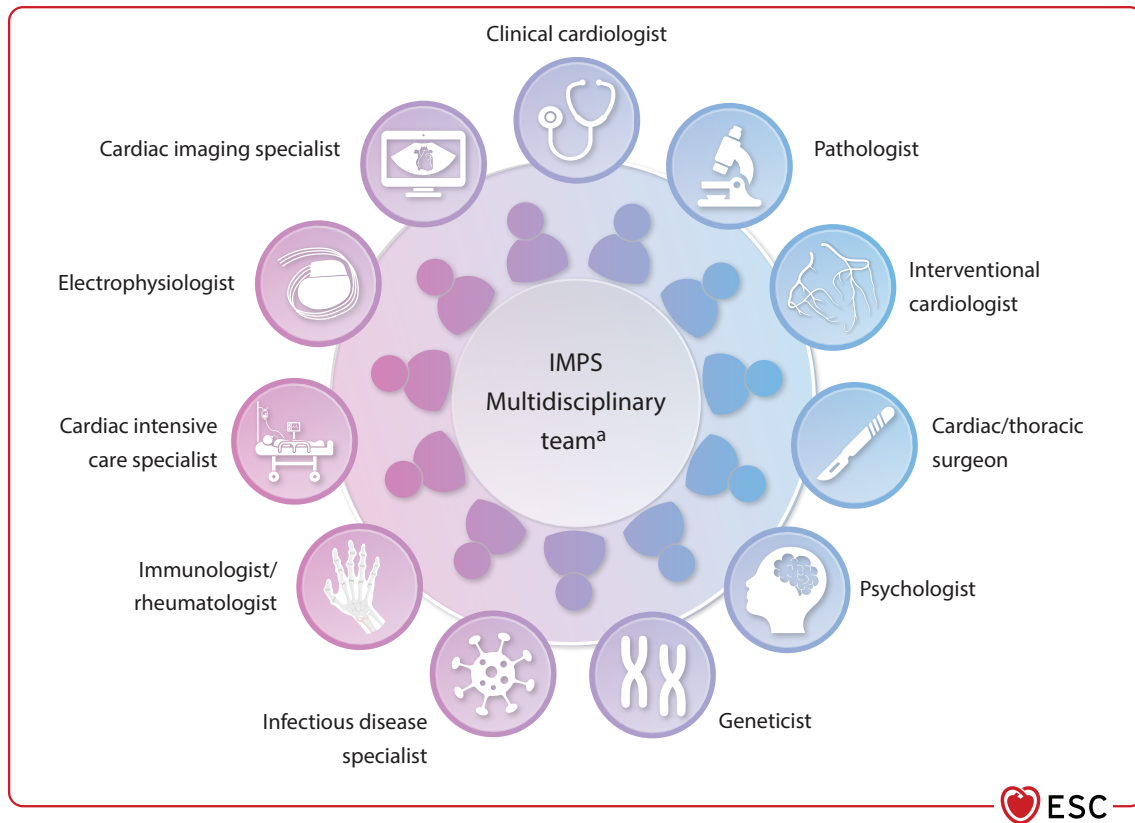 Clinical cardiologist
Cardiac imaging specialist
Pathologist
Electrophysiologist
Interventional
cardiologist
IMPS
Multidisciplinary
teamᵃ
Cardiac intensive
care specialist
Cardiac/thoracic
surgeon
Immunologist/
rheumatologist
Psychologist
Infectious disease
specialist
Geneticist
ESC